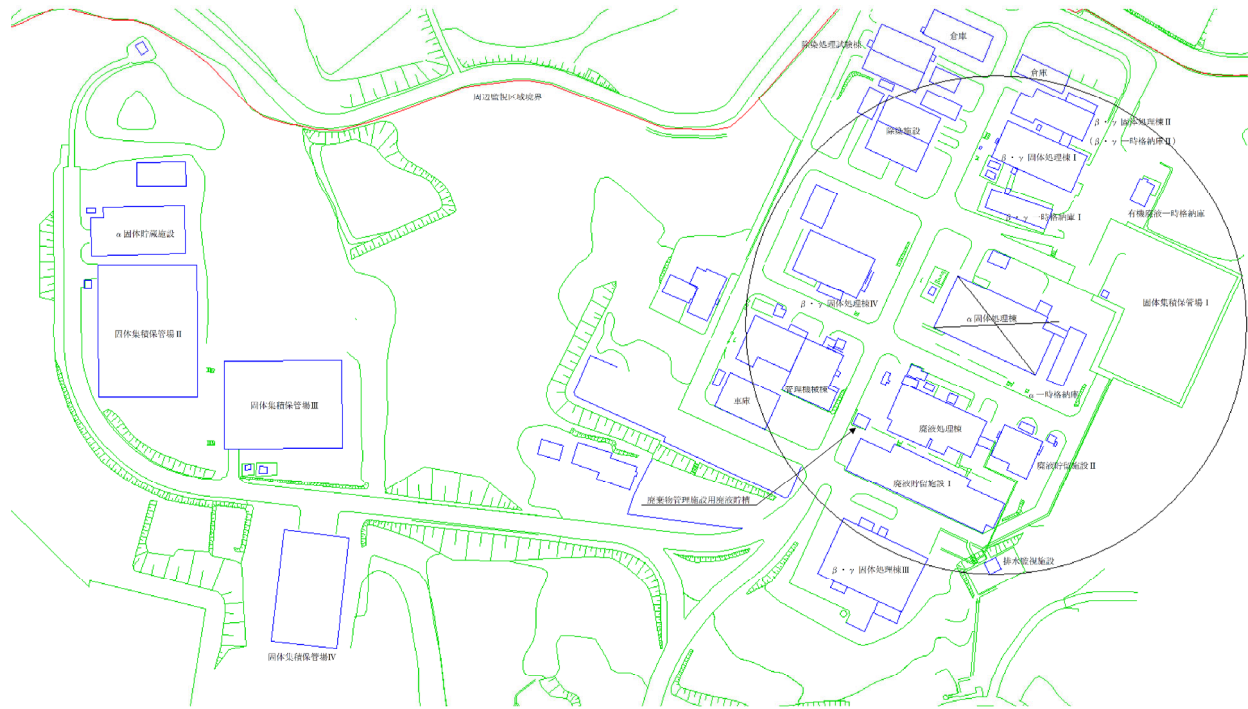 倉庫
除染処理試験棟
倉庫
周辺監視区域境界
β・γ 固体処理棟Ⅱ
(β・γ 一時格納庫Ⅱ)
除染施設
β・γ 固体処理棟Ⅰ
β・γ 一時格納庫Ⅰ
有機廃液一時格納庫
α固体貯蔵施設
β・γ 固体処理棟Ⅳ
固体集積保管場Ⅰ
α固体処理棟
固体集積保管場Ⅱ
管理機械棟
車庫
α一時格納庫
固体集積保管場Ⅲ
廃液処理棟
廃液貯留施設Ⅱ
廃液貯留施設Ⅰ
廃棄物管理施設用廃液貯槽
排水監視施設
β・γ 固体処理棟Ⅲ
固体集積保管場Ⅳ